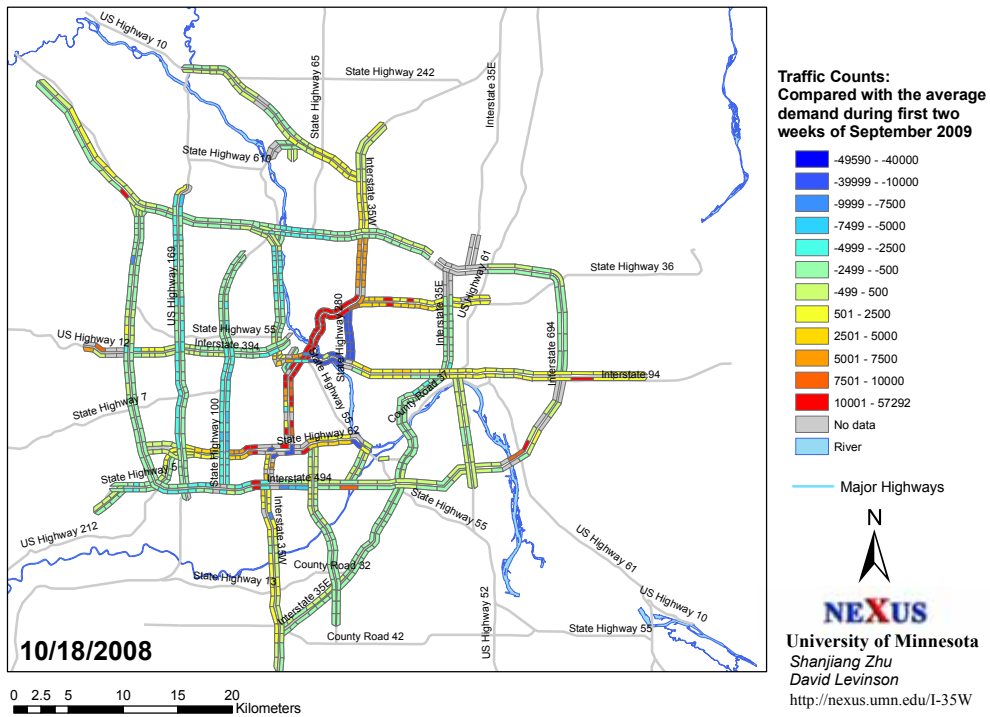 US Highway 10
State Highway 65
State Highway 242
Interstate 35E
State Highway 610
Interstate 35W
US Highway 169
US Highway 61
State Highway 36
Interstate 35E
State Highway 280
Interstate 694
State Highway 55
US Highway 12
Interstate 394
Interstate 94
State Highway 55
County Road 37
State Highway 7
State Highway 100
State Highway 62
State Highway 5
Interstate 494
State Highway 55
Interstate 35W
US Highway 212
US Highway 61
County Road 32
State Highway 13
Interstate 35E
US Highway 52
US Highway 10
State Highway 55
County Road 42
10/18/2008
0 2.5 5 10 15 20
Kilometers
Traffic Counts:
Compared with the average
demand during first two
weeks of September 2009
-49590 - -40000
-39999 - -10000
-9999 - -7500
-7499 - -5000
-4999 - -2500
-2499 - -500
-499 - 500
501 - 2500
2501 - 5000
5001 - 7500
7501 - 10000
10001 - 57292
No data
River
Major Highways
N
NEXUS
University of Minnesota
Shanjiang Zhu
David Levinson
http://nexus.umn.edu/I-35W